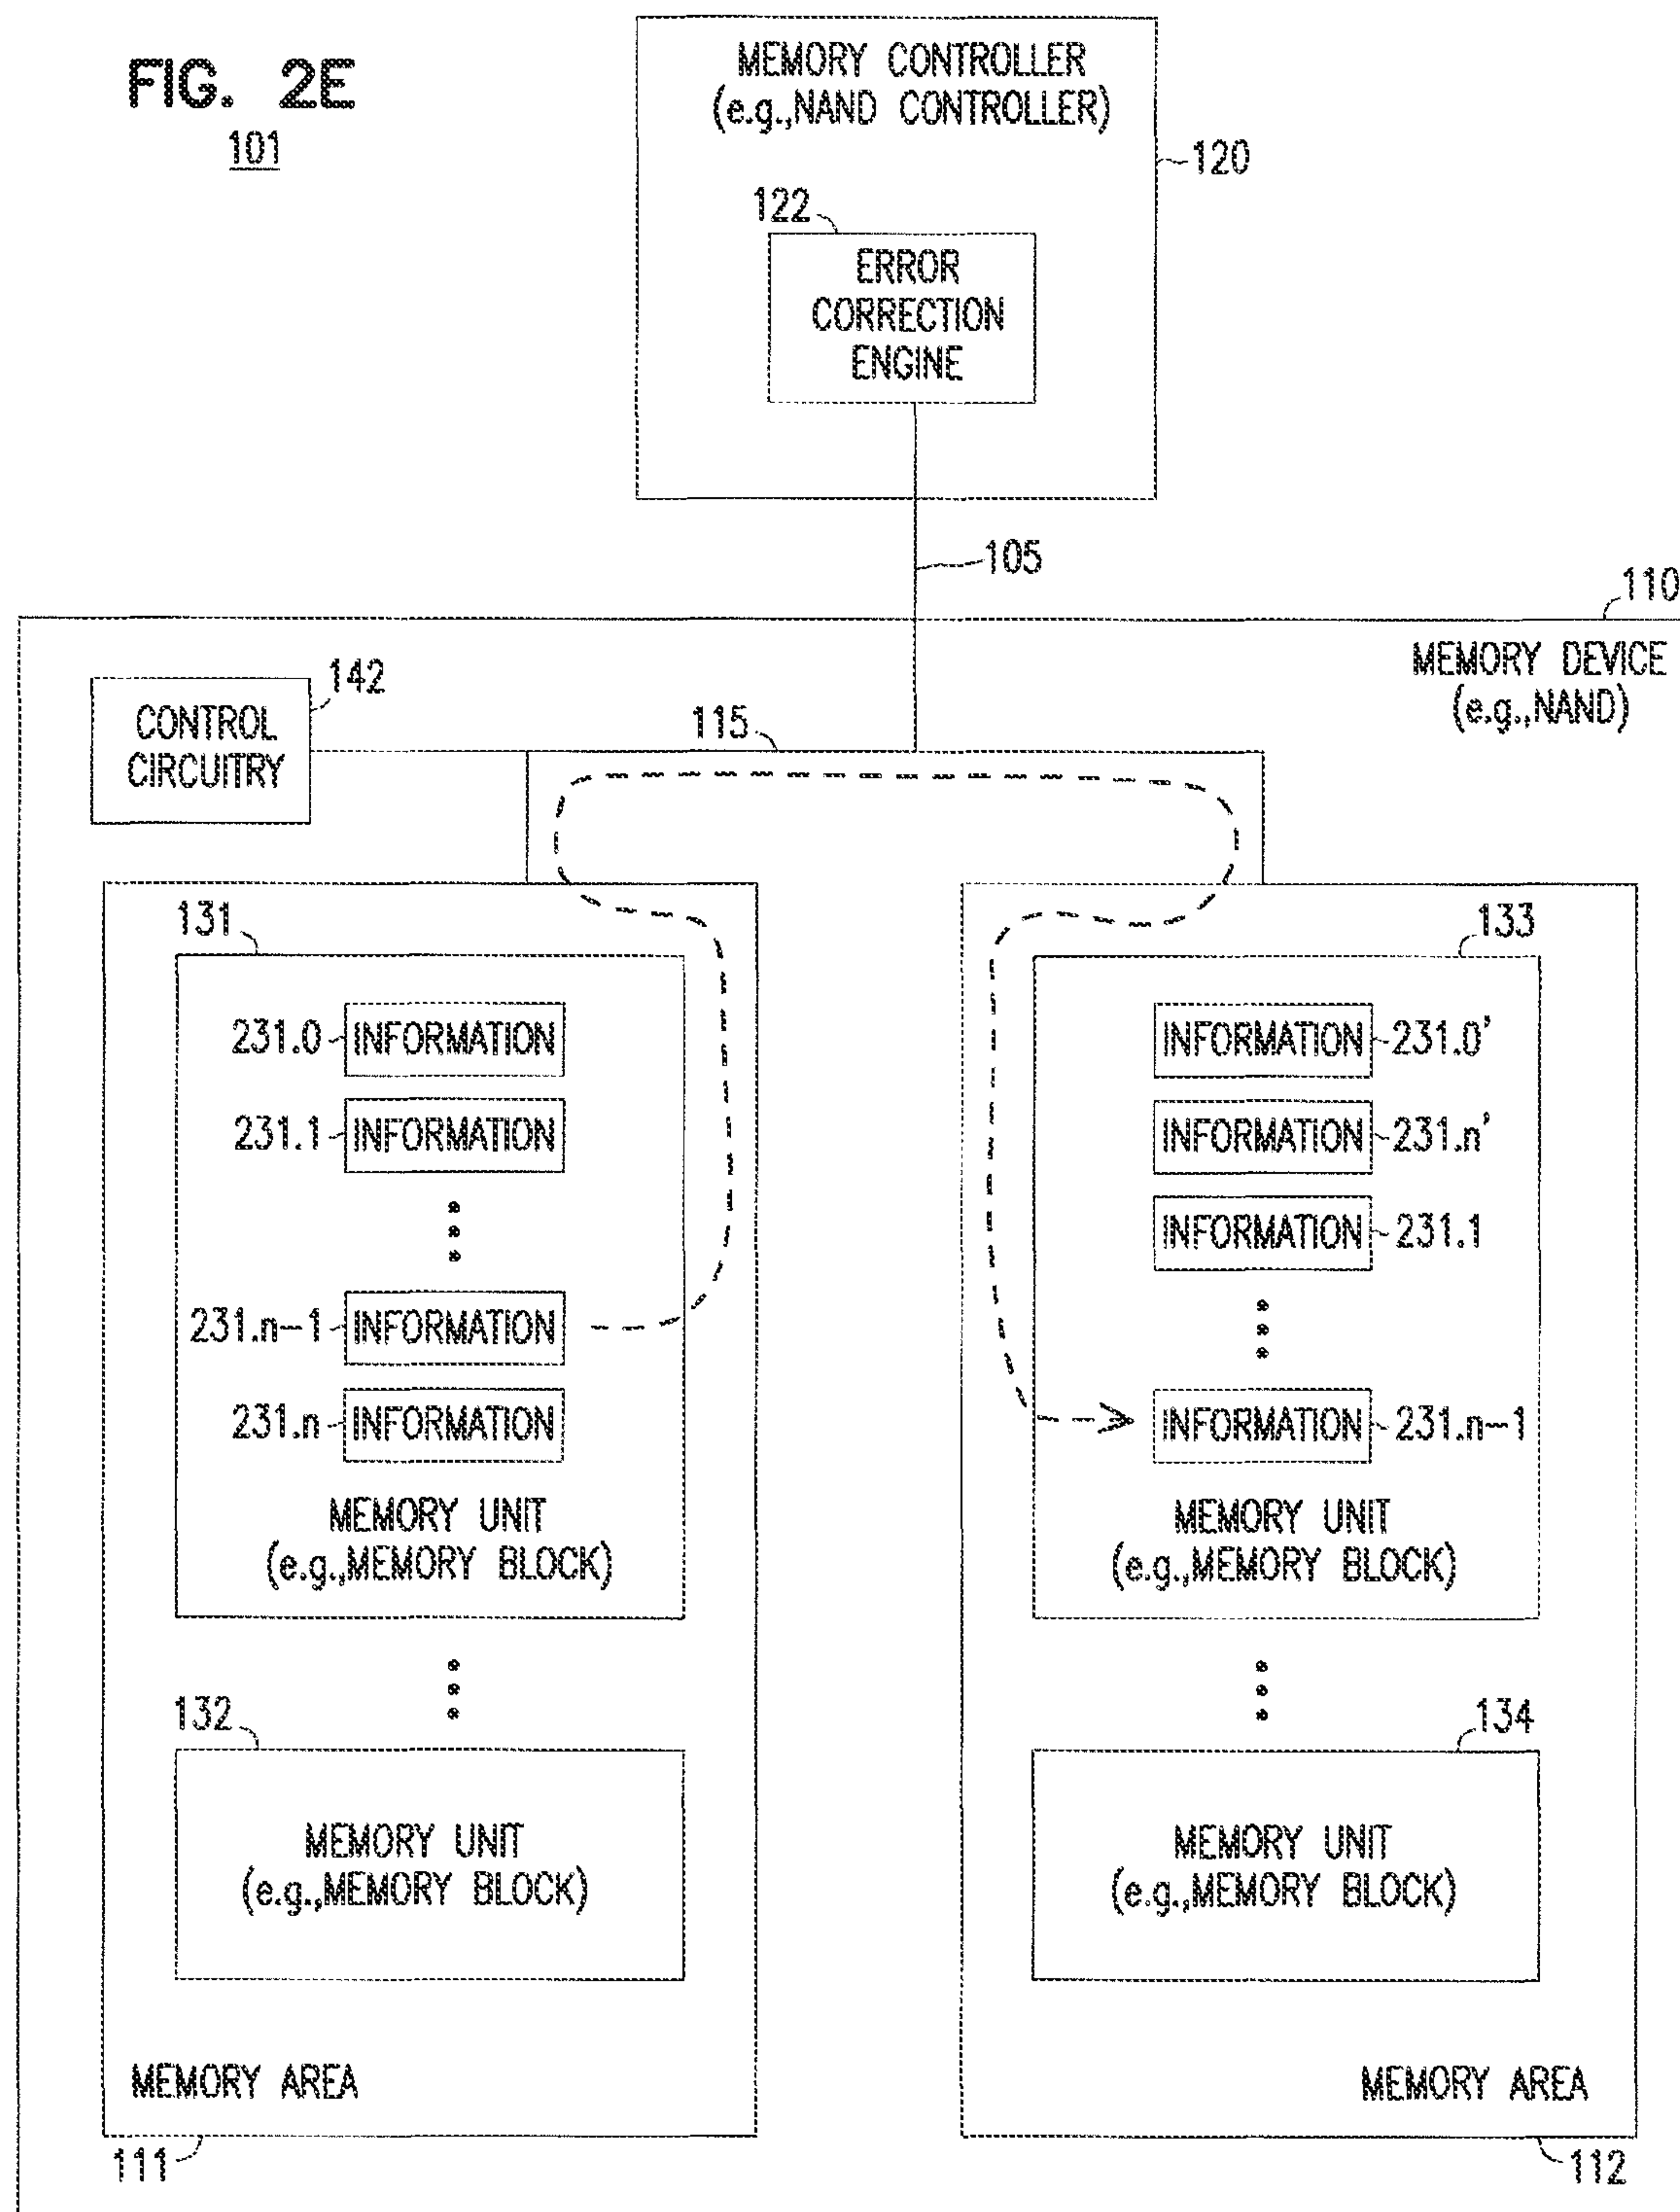 FIG. 2E
101
MEMORY CONTROLLER
(e.g.,NAND CONTROLLER)
120
122
ERROR
CORRECTION
ENGINE
105
110
MEMORY DEVICE
(e.g.,NAND)
142
CONTROL
CIRCUITRY
115
131
231.0 INFORMATION
231.1 INFORMATION
231.n-1 INFORMATION
231.n INFORMATION
MEMORY UNIT
(e.g.,MEMORY BLOCK)
132
MEMORY UNIT
(e.g.,MEMORY BLOCK)
MEMORY AREA
111
133
INFORMATION 231.0'
INFORMATION 231.n'
INFORMATION 231.1
INFORMATION 231.n-1
MEMORY UNIT
(e.g.,MEMORY BLOCK)
134
MEMORY UNIT
(e.g.,MEMORY BLOCK)
MEMORY AREA
112